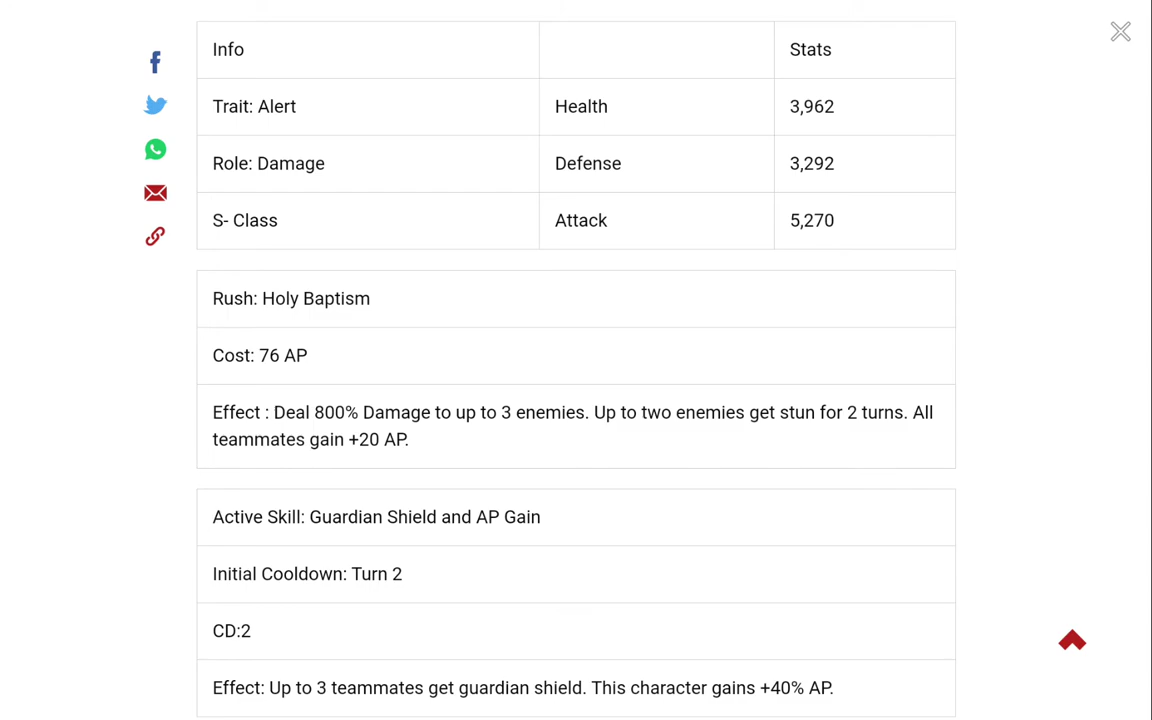 Info Stats
Trait: Alert Health 3,962
Role: Damage Defense 3,292
S- Class Attack 5,270
Rush: Holy Baptism
Cost: 76 AP
Effect : Deal 800% Damage to up to 3 enemies. Up to two enemies get stun for 2 turns. All
teammates gain +20 AP.
Active Skill: Guardian Shield and AP Gain
Initial Cooldown: Turn 2
CD:2
Effect: Up to 3 teammates get guardian shield. This character gains +40% AP.